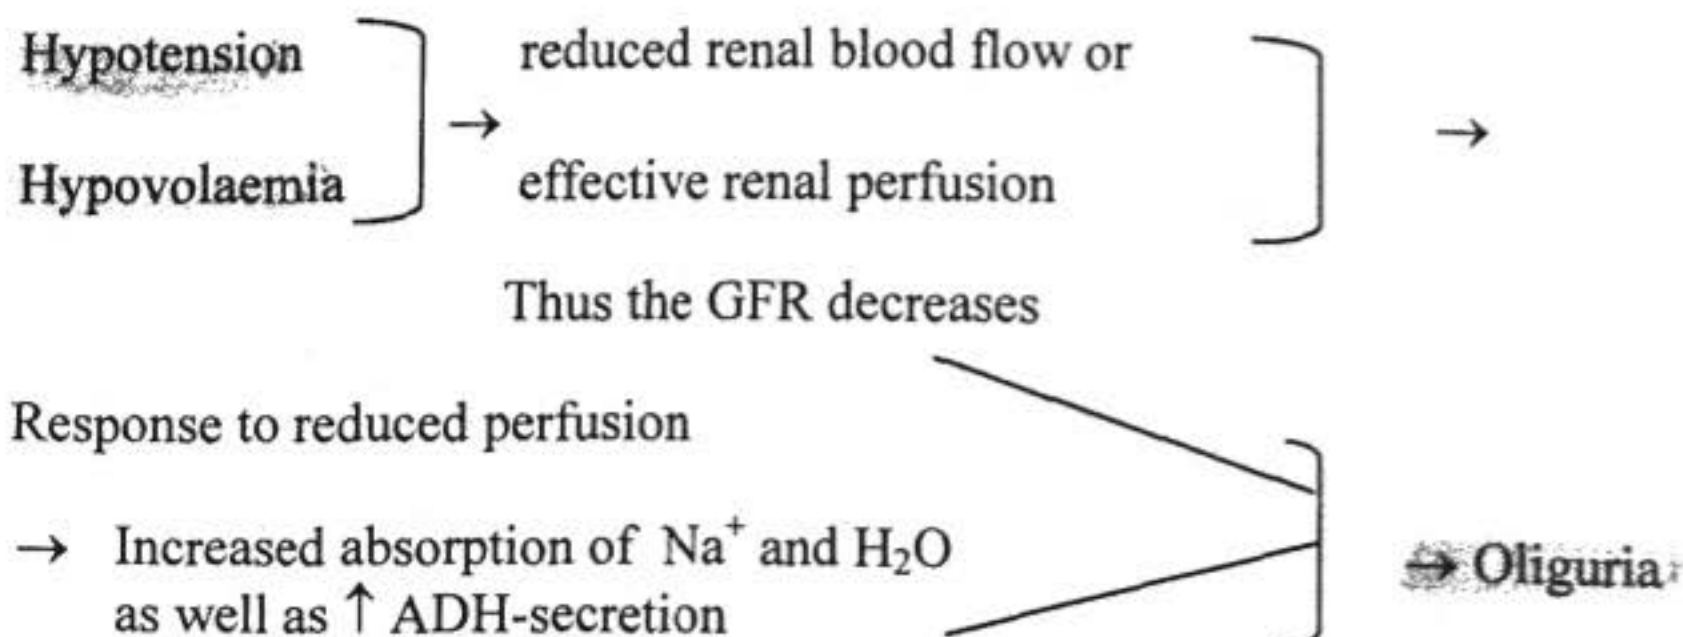 Hypotension
reduced renal blood flow or
→
→
Hypovolaemia
effective renal perfusion
Thus the GFR decreases
Response to reduced perfusion
→ Increased absorption of Na⁺ and H₂O
as well as ↑ ADH-secretion
→ Oliguria